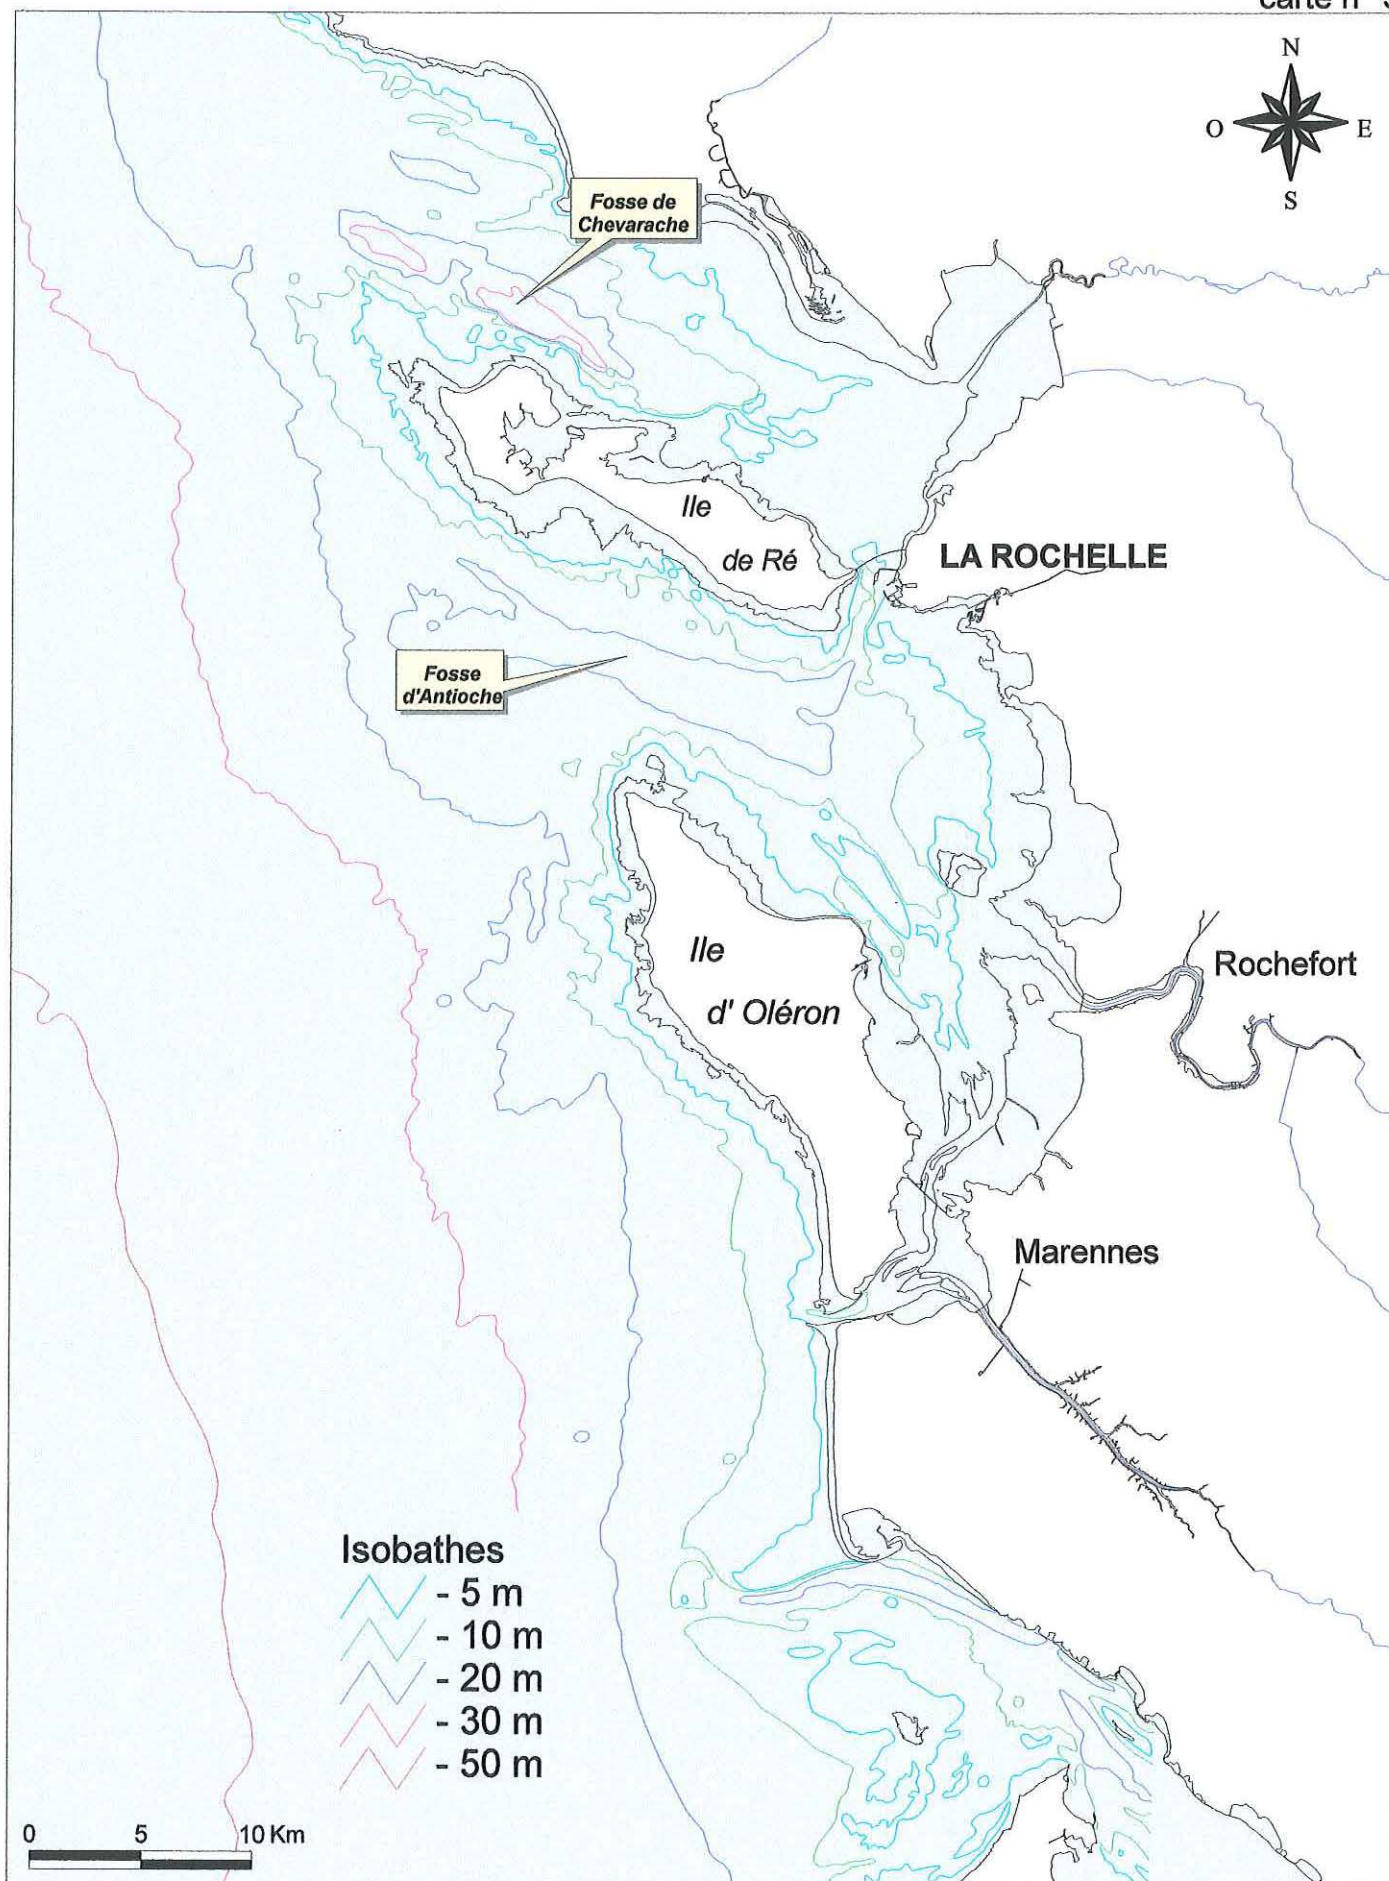 N
O E
S
Fosse de
Chevarache
Ile
de Ré
LA ROCHELLE
Fosse
d'Antioche
Ile
d' Oléron
Rochefort
Marennes
Isobathes
- 5 m
- 10 m
- 20 m
- 30 m
- 50 m
0 5 10 Km